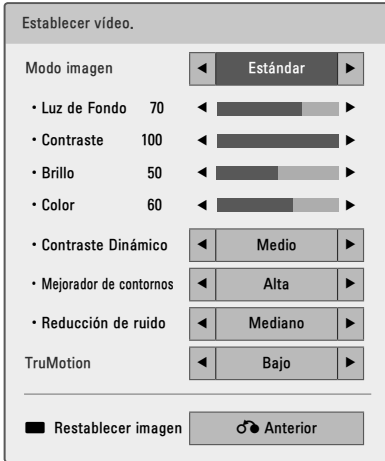 Establecer vídeo.
Modo imagen ◀ Estándar ▶
• Luz de Fondo 70 ◀ ▶
• Contraste 100 ◀ ▶
• Brillo 50 ◀ ▶
• Color 60 ◀ ▶
• Contraste Dinámico ◀ Medio ▶
• Mejorador de contornos ◀ Alta ▶
• Reducción de ruido ◀ Mediano ▶
TruMotion ◀ Bajo ▶
Restablecer imagen Anterior